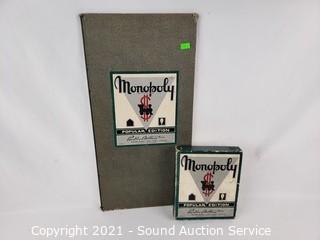 Monopoly
$
POPULAR EDITION
Monopoly
$
POPULAR EDITION
Copyright 2021 - Sound Auction Service